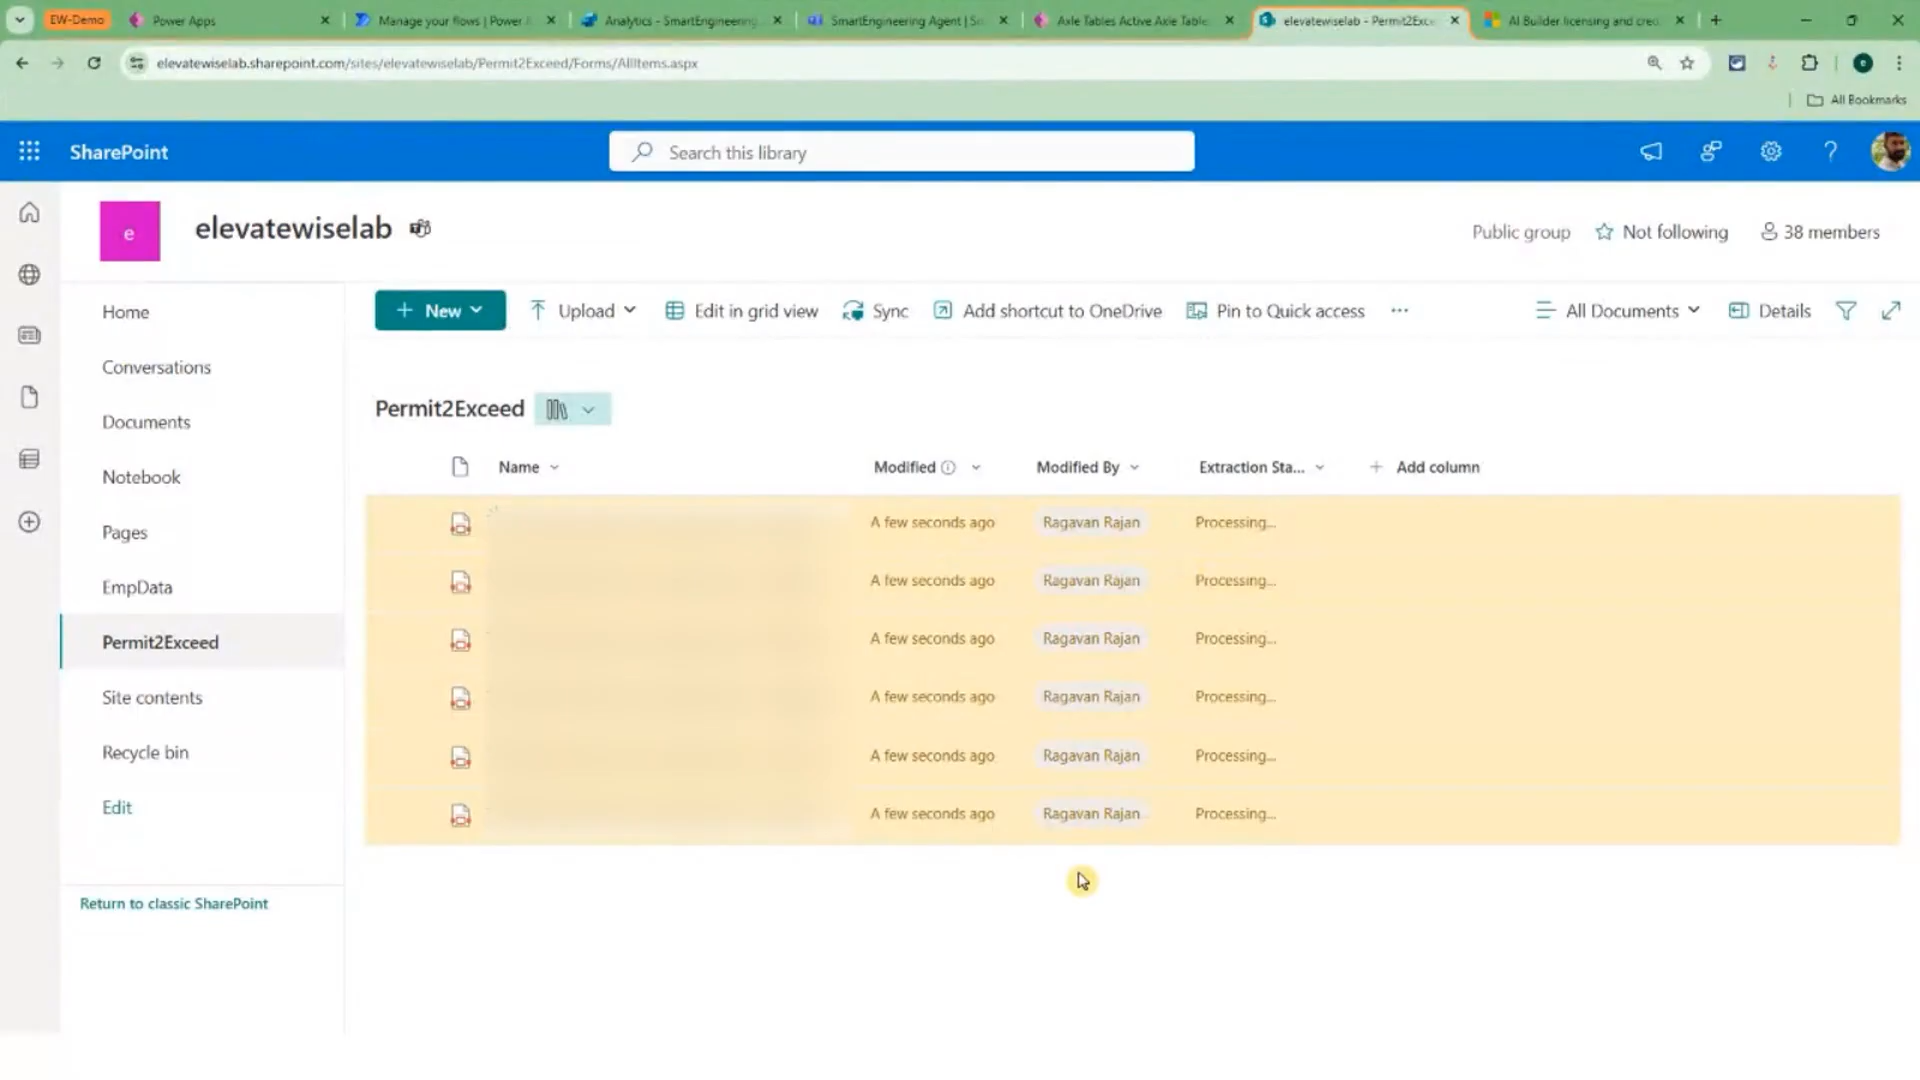 EW-Demo
Power Apps
Manage your flows | Power A
Analytics - SmartEngineering
SmartEngineering Agent | Sm
Axle Tables Active Axle Table
elevatewiselab - Permit2Exce
AI Builder licensing and cred
elevatewiselab.sharepoint.com/sites/elevatewiselab/Permit2Exceed/Forms/AllItems.aspx
All Bookmarks
SharePoint
Search this library
e
elevatewiselab
Public group
Not following
38 members
Home
Conversations
Documents
Notebook
Pages
EmpData
Permit2Exceed
Site contents
Recycle bin
Edit
Return to classic SharePoint
New
Upload
Edit in grid view
Sync
Add shortcut to OneDrive
Pin to Quick access
All Documents
Details
Permit2Exceed
Name
Modified
Modified By
Extraction Sta...
Add column
A few seconds ago Ragavan Rajan Processing...
A few seconds ago Ragavan Rajan Processing...
A few seconds ago Ragavan Rajan Processing...
A few seconds ago Ragavan Rajan Processing...
A few seconds ago Ragavan Rajan Processing...
A few seconds ago Ragavan Rajan Processing...